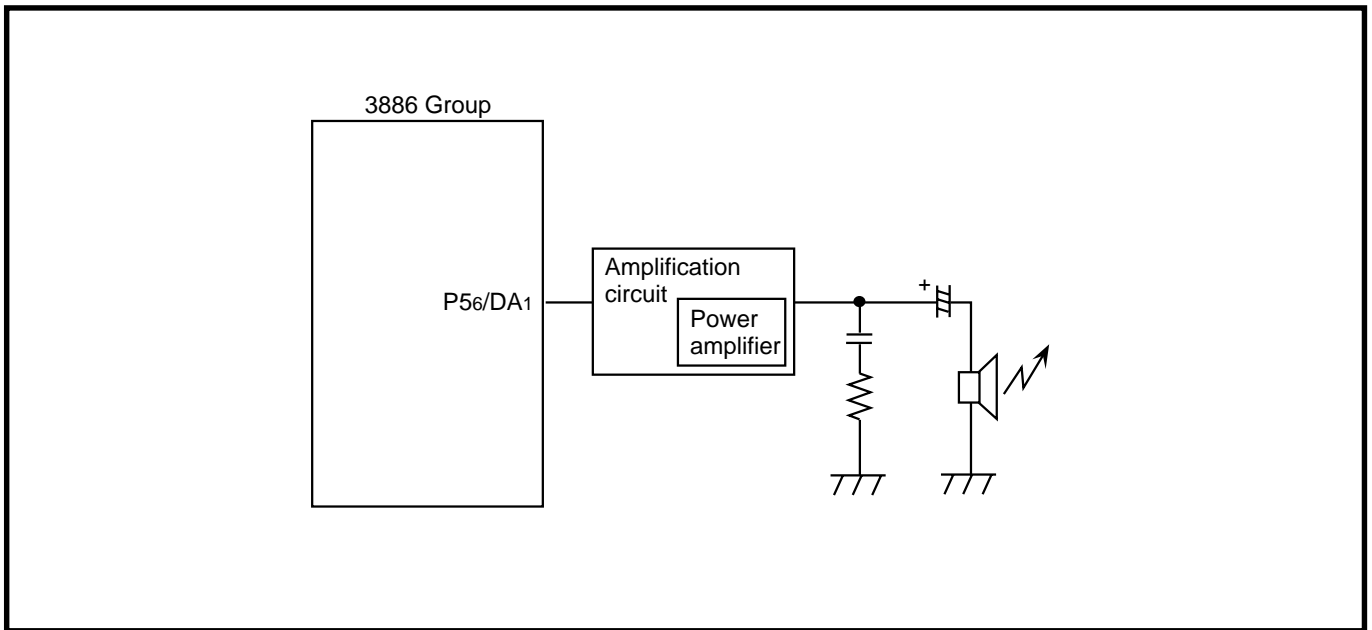 3886 Group
P56/DA1
Amplification
circuit
Power
amplifier
+